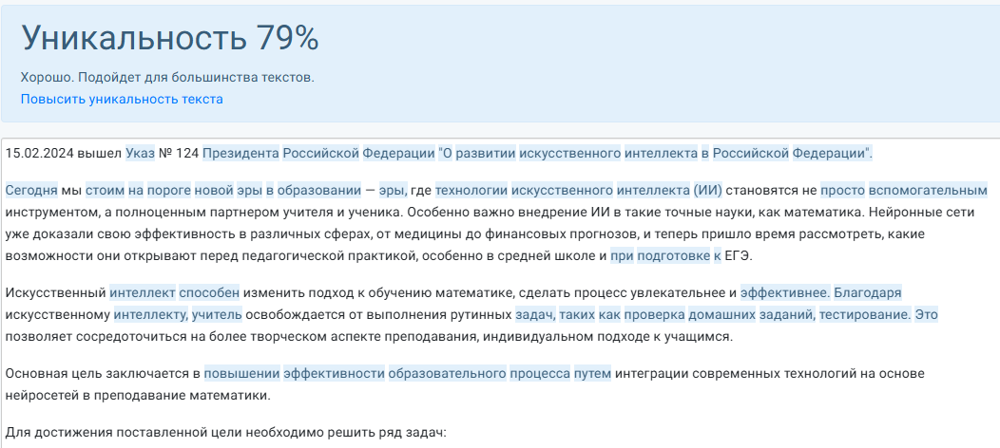 Уникальность 79%
Хорошо. Подойдет для большинства текстов.
Повысить уникальность текста
15.02.2024 вышел Указ № 124 Президента Российской Федерации "О развитии искусственного интеллекта в Российской Федерации".
Сегодня мы стоим на пороге новой эры в образовании — эры, где технологии искусственного интеллекта (ИИ) становятся не просто вспомогательным
инструментом, а полноценным партнером учителя и ученика. Особенно важно внедрение ИИ в такие точные науки, как математика. Нейронные сети
уже доказали свою эффективность в различных сферах, от медицины до финансовых прогнозов, и теперь пришло время рассмотреть, какие
возможности они открывают перед педагогической практикой, особенно в средней школе и при подготовке к ЕГЭ.
Искусственный интеллект способен изменить подход к обучению математике, сделать процесс увлекательнее и эффективнее. Благодаря
искусственному интеллекту, учитель освобождается от выполнения рутинных задач, таких как проверка домашних заданий, тестирование. Это
позволяет сосредоточиться на более творческом аспекте преподавания, индивидуальном подходе к учащимся.
Основная цель заключается в повышении эффективности образовательного процесса путем интеграции современных технологий на основе
нейросетей в преподавание математики.
Для достижения поставленной цели необходимо решить ряд задач: